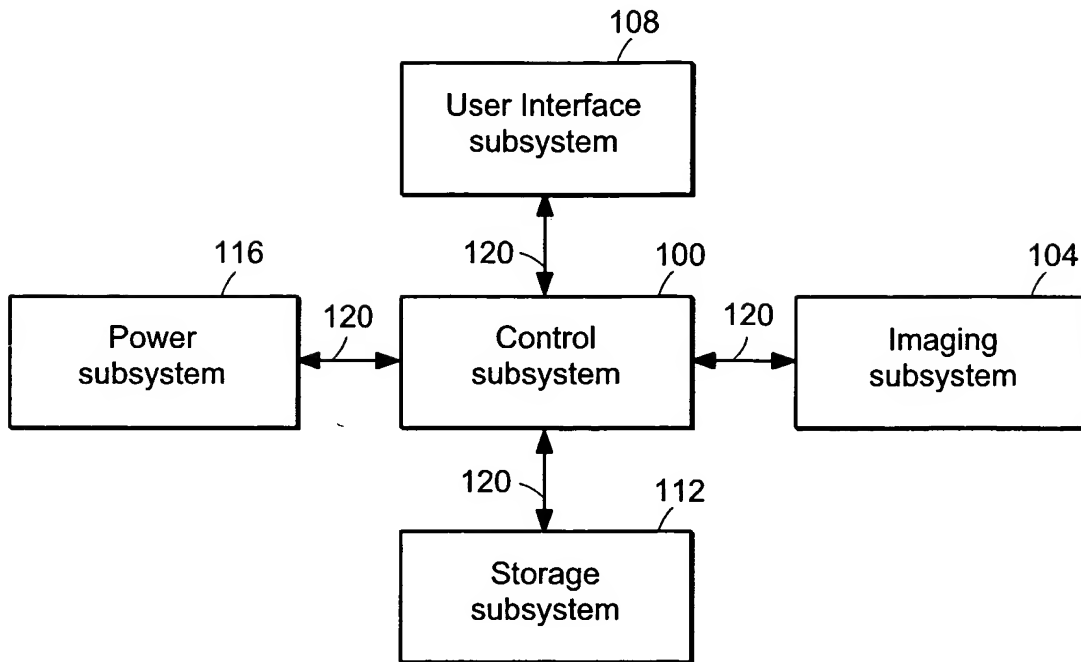 108
User Interface
subsystem
120
116
100
104
Power
subsystem
120
Control
subsystem
120
Imaging
subsystem
120
112
Storage
subsystem